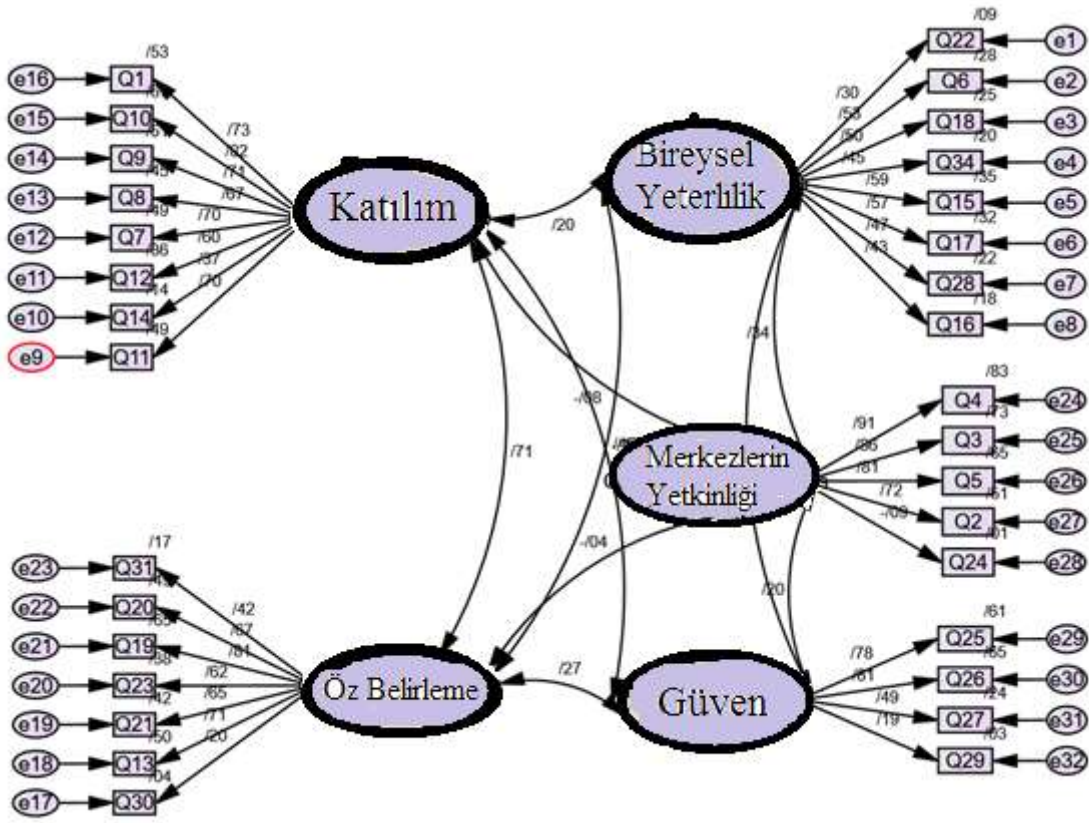 /53
e16
Q1
e15
Q10
e14
Q9
e13
Q8
e12
Q7
/49
e11
Q12
e10
Q14
/14
e9
Q11
/49
/73
/82
/71
/67
/70
/60
/37
/70
Katılım
/20
Bireysel
Yeterlilik
/09
Q22
e1
/28
Q6
e2
/25
Q18
e3
/20
Q34
e4
/35
Q15
e5
/32
Q17
e6
/22
Q28
e7
/18
Q16
e8
/30
/53
/50
/45
/59
/57
/47
/43
/34
-/08
/71
Merkezlerin
Yetkinliği
/83
Q4
e24
/73
Q3
e25
Q5
e26
Q2
e27
/01
Q24
e28
/91
/86
/81
/72
-/09
-/04
/20
/17
e23
Q31
e22
Q20
e21
Q19
e20
Q23
/42
e19
Q21
/50
e18
Q13
/04
e17
Q30
/42
/67
/81
/62
/65
/71
/20
Öz Belirleme
/27
Güven
/61
Q25
e29
/65
Q26
e30
/24
Q27
e31
/03
Q29
e32
/78
/81
/49
/19